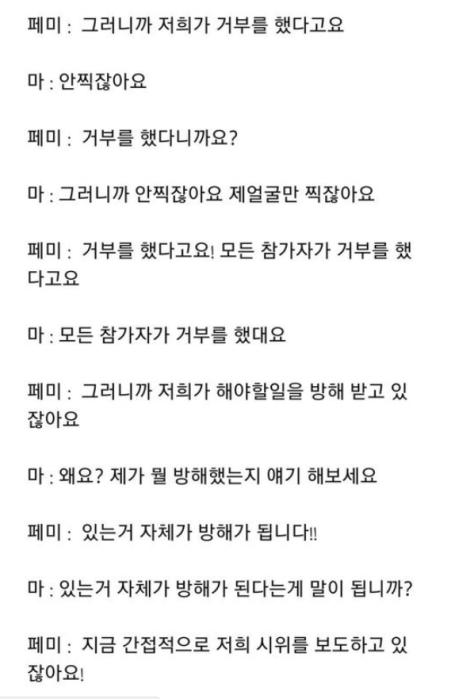 페미 :  그러니까 저희가 거부를 했다고요
마 : 안찍잖아요
페미 :  거부를 했다니까요?
마 : 그러니까 안찍잖아요 제얼굴만 찍잖아요
페미 :  거부를 했다고요! 모든 참가자가 거부를 했
다고요
마 : 모든 참가자가 거부를 했대요
페미 :  그러니까 저희가 해야할일을 방해 받고 있
잖아요
마 : 왜요? 제가 뭘 방해했는지 얘기 해보세요
페미 :  있는거 자체가 방해가 됩니다!!
마 : 있는거 자체가 방해가 된다는게 말이 됩니까?
페미 :  지금 간접적으로 저희 시위를 보도하고 있
잖아요!